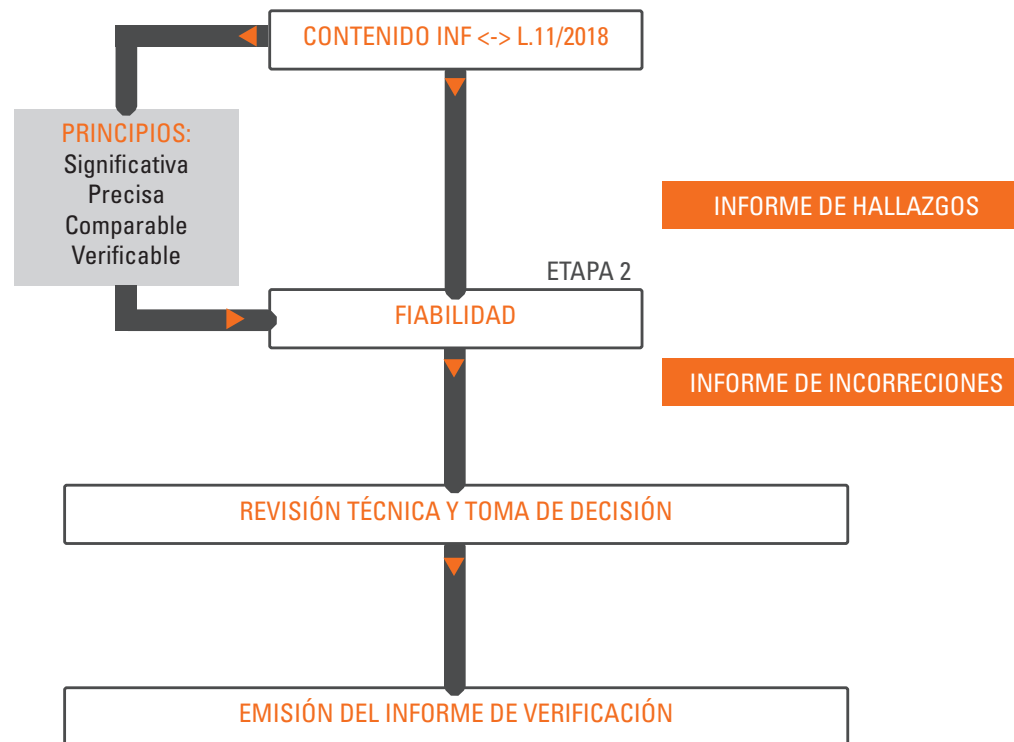 CONTENIDO INF <-> L.11/2018
PRINCIPIOS:
Significativa
Precisa
Comparable
Verificable
INFORME DE HALLAZGOS
ETAPA 2
FIABILIDAD
INFORME DE INCORRECIONES
REVISIÓN TÉCNICA Y TOMA DE DECISIÓN
EMISIÓN DEL INFORME DE VERIFICACIÓN